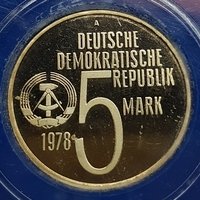 A
DEUTSCHE
DEMOKRATISCHE
REPUBLIK
5 MARK
1978